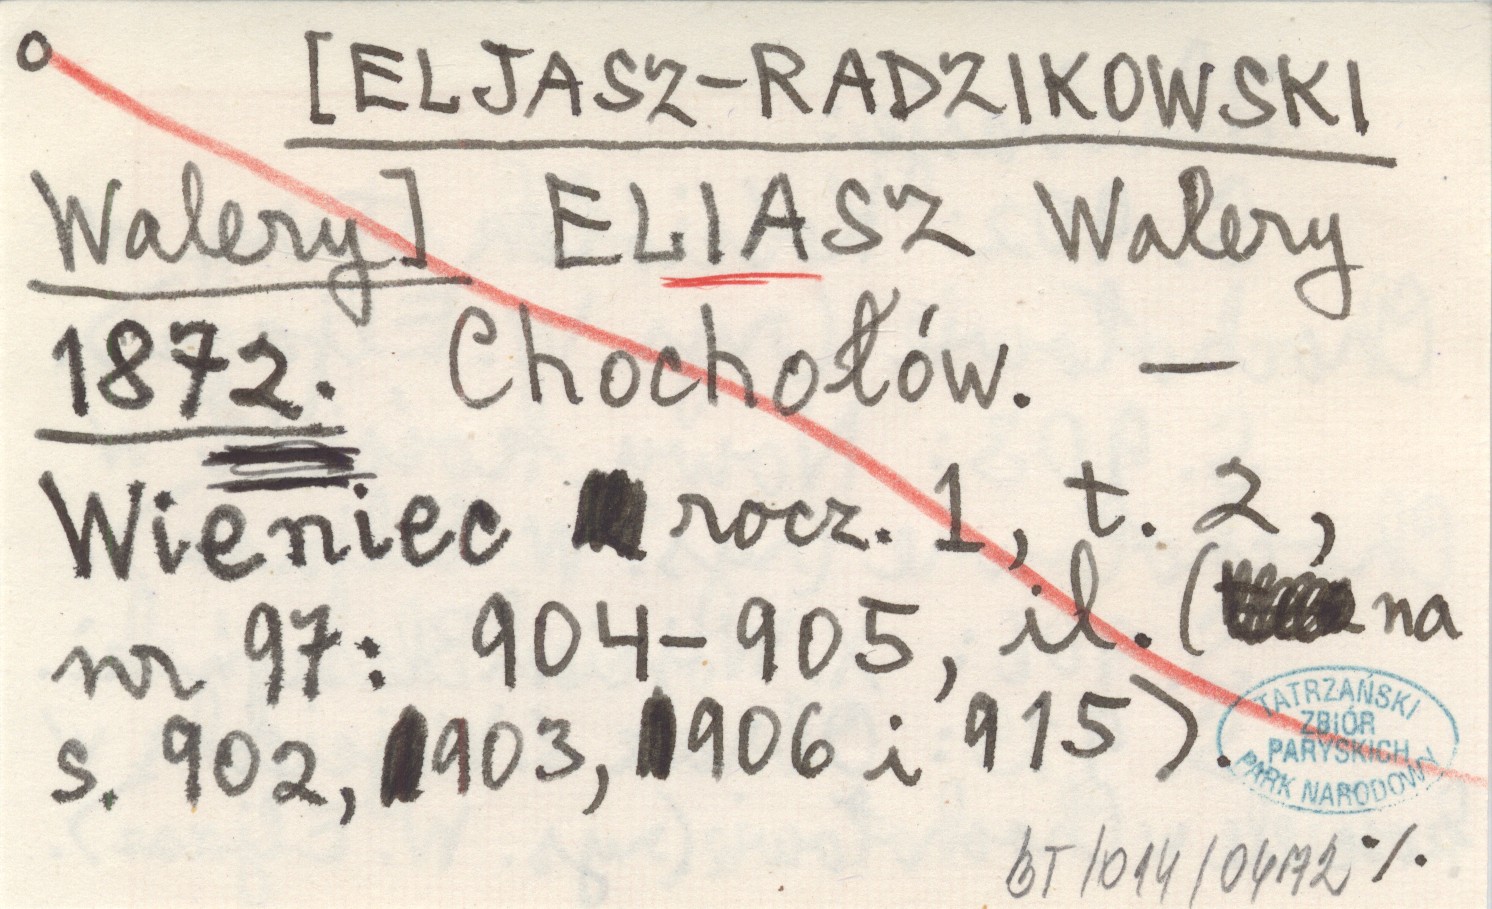 o [ELJASZ-RADZIKOWSKI
Walery] ELIASZ Walery
1872. Chochołów. —
Wieniec rocz. 1, t. 2,
nr 97: 904-905, il. (na
s. 902, 903, 906 i 915).
TATRZAŃSKI
ZBIÓR
PARYSKICH
PARK NARODOWY
BT/014/0472 ·/.